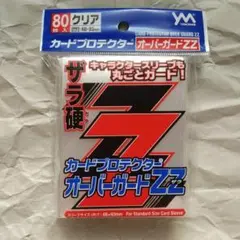 80
枚入
クリア
カードプロテクター
オーバーガードZZ
キャラクタースリーブも
丸ごとガード!
サラ硬
カードプロテクター
オーバーガードZZ
For Standard Size Card Sleeve